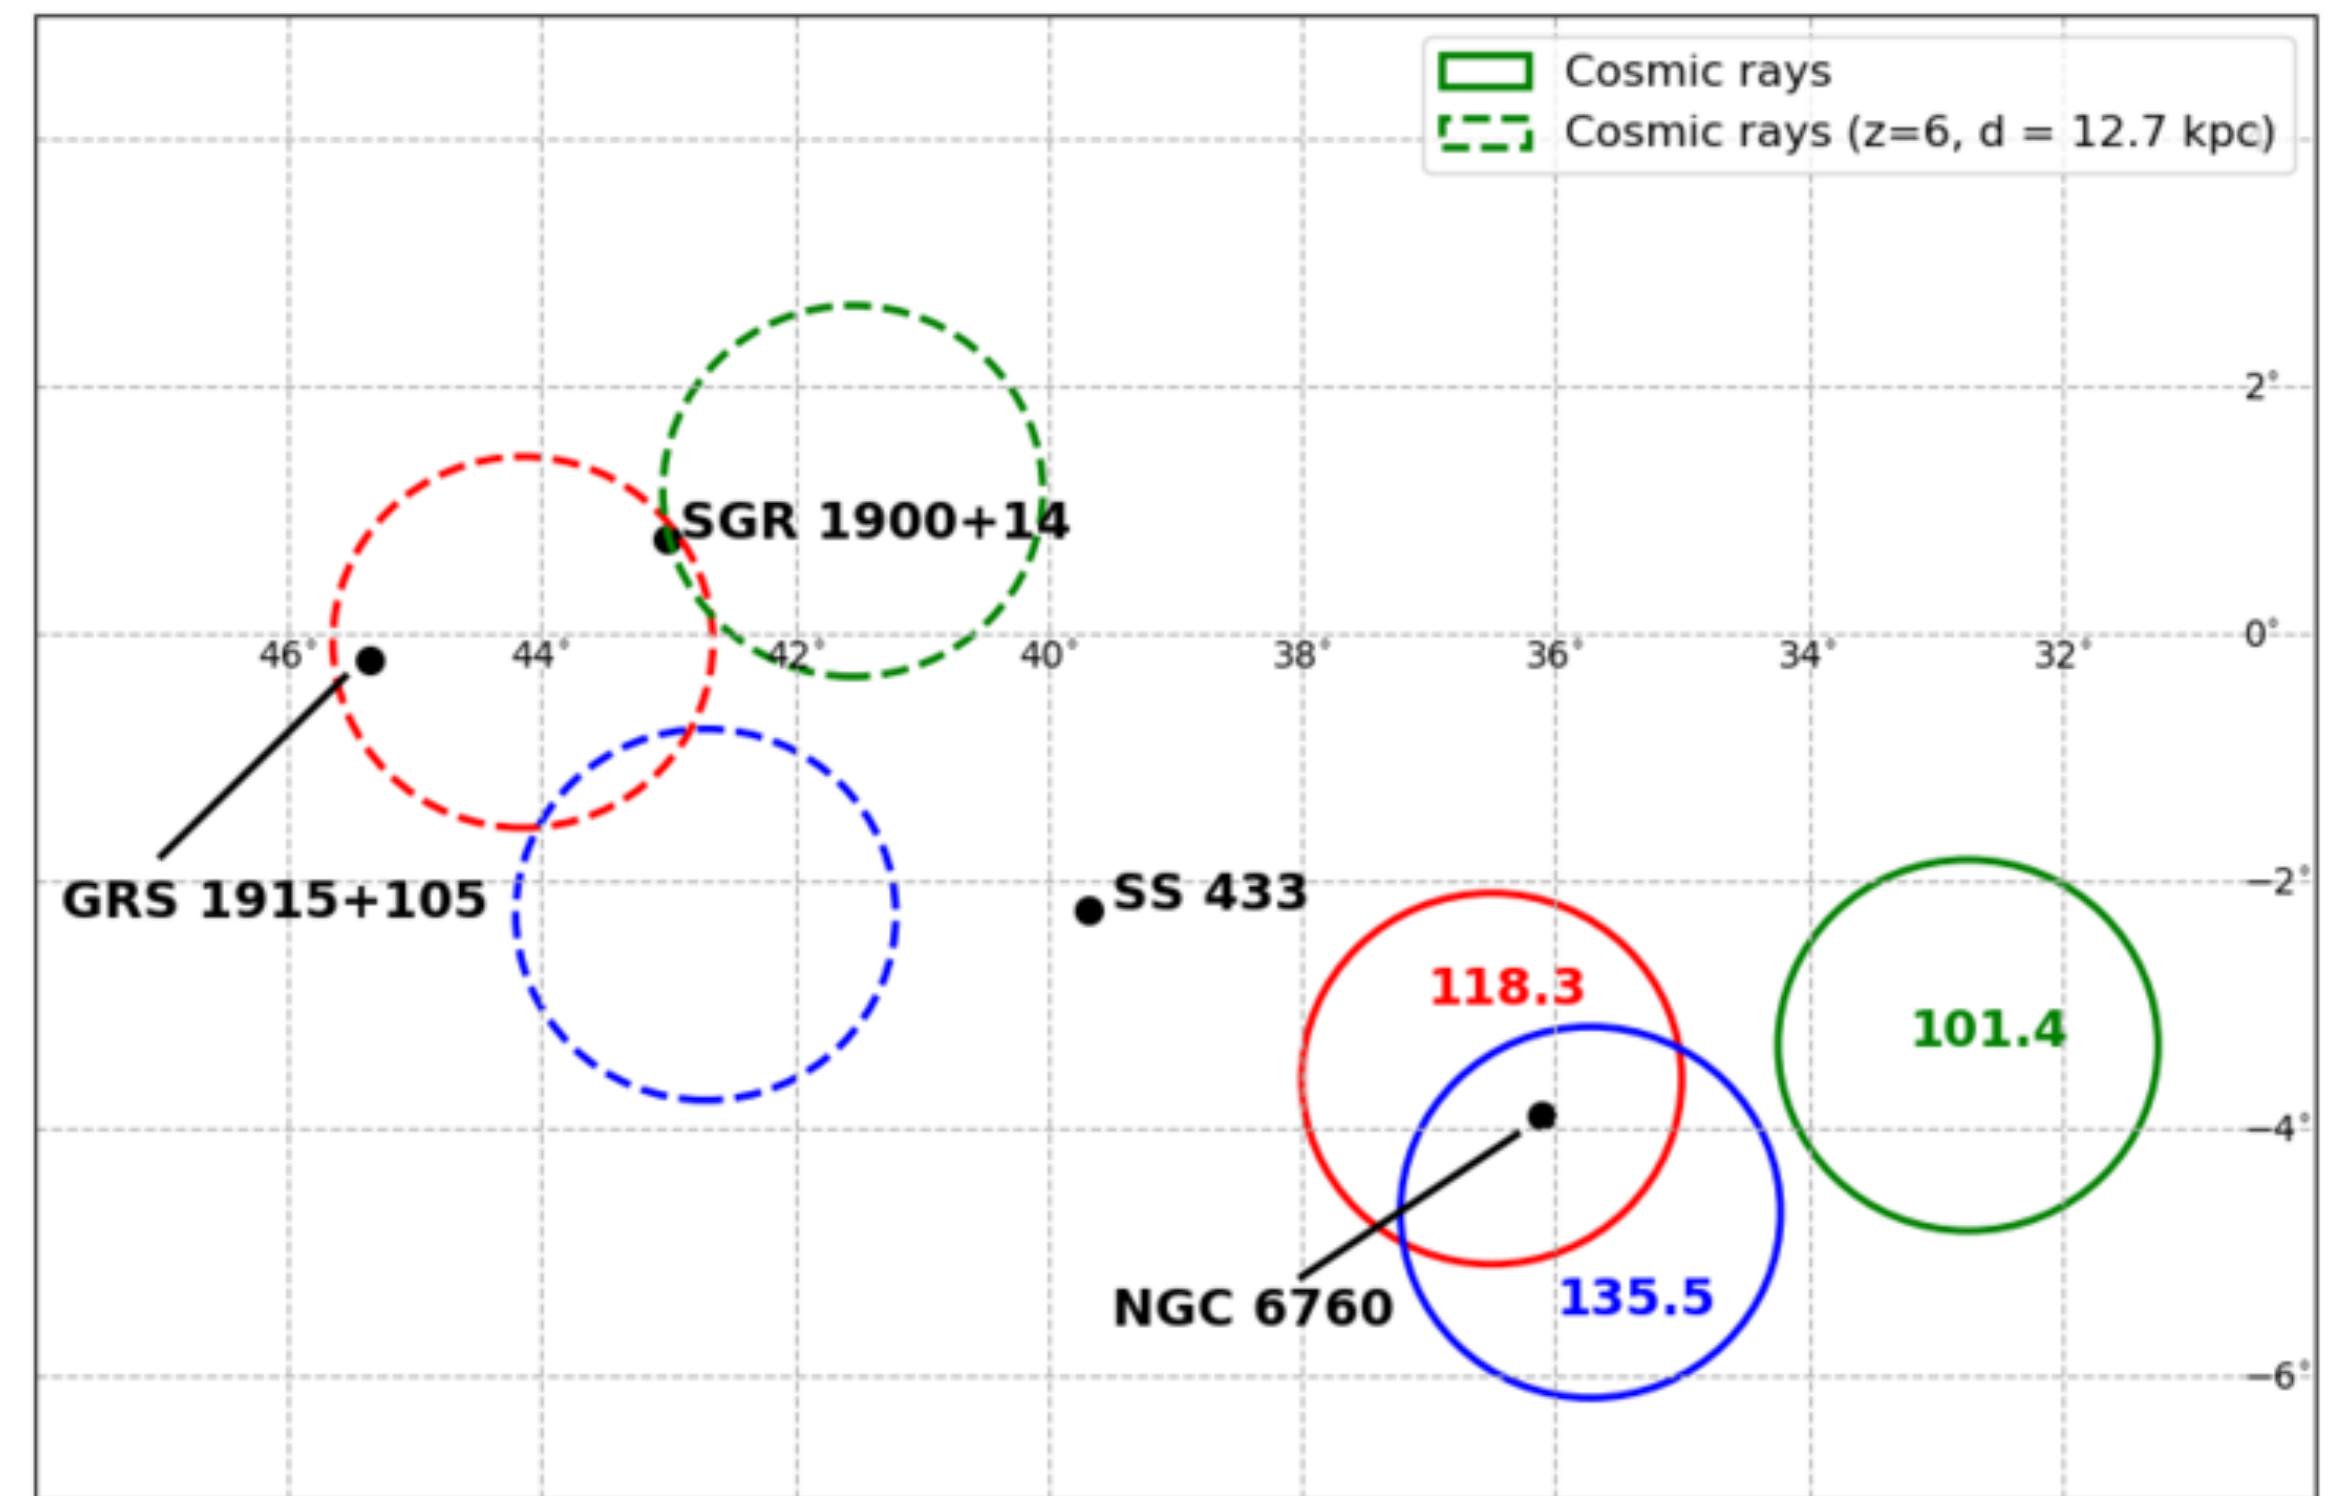 Cosmic rays
Cosmic rays (z=6, d = 12.7 kpc)
2°
SGR 1900+14
0°
46° 44° 42° 40° 38° 36° 34° 32°
−2°
SS 433
GRS 1915+105
118.3
101.4
−4°
135.5
NGC 6760
−6°